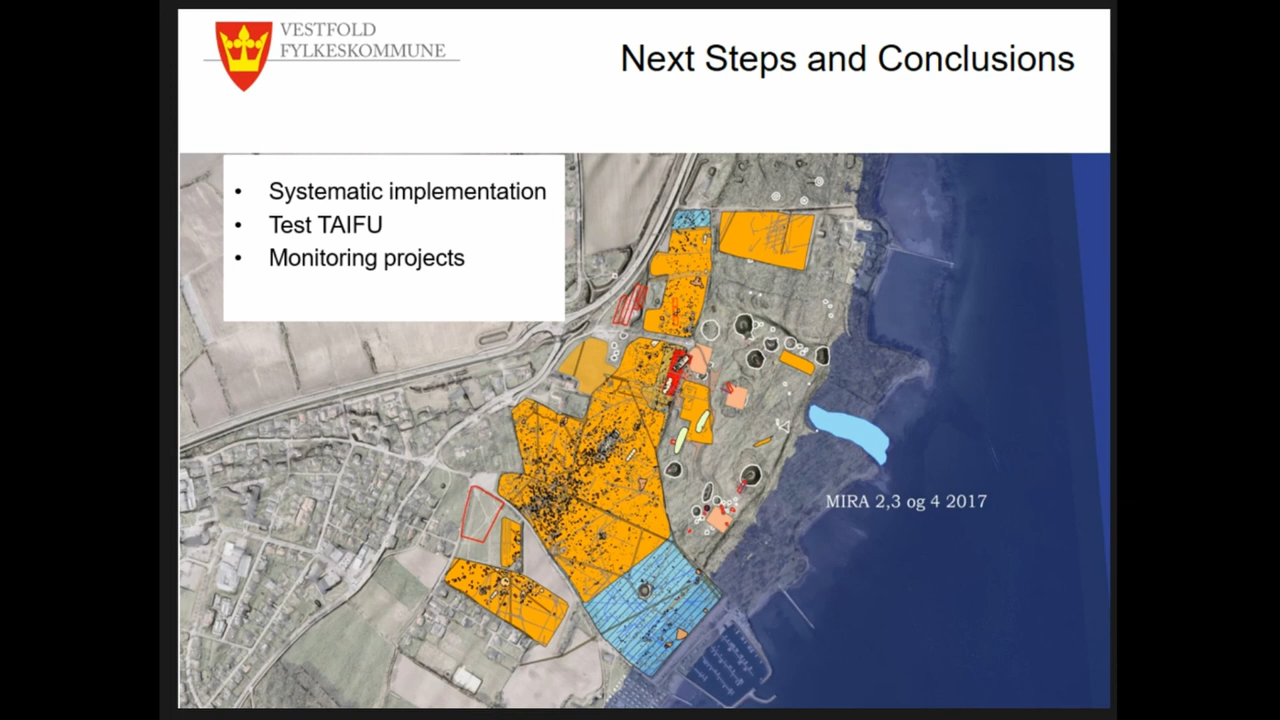 VESTFOLD
FYLKESKOMMUNE
Next Steps and Conclusions
• Systematic implementation
• Test TAIFU
• Monitoring projects
MIRA 2,3 og 4 2017